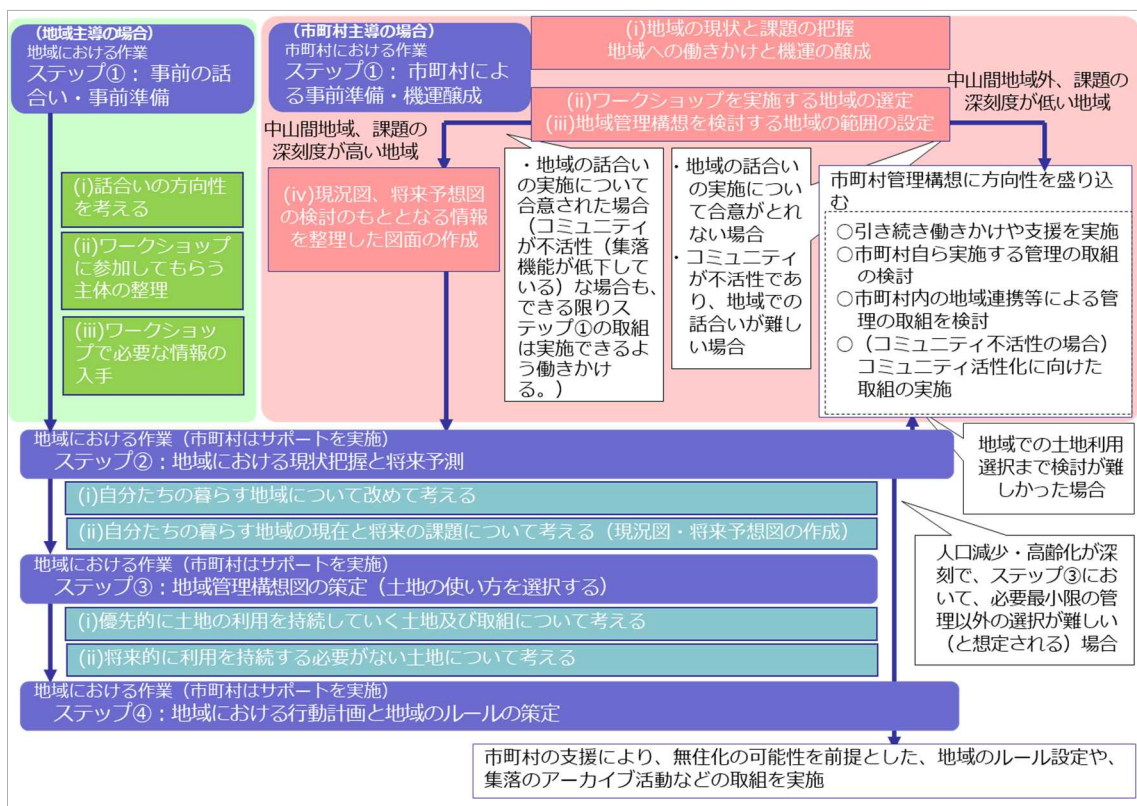 （地域主導の場合）
地域における作業
ステップ①： 事前の話
合い・事前準備
(i)話合いの方向性
を考える
(ii)ワークショップ
に参加してもらう
主体の整理
(iii)ワークショッ
プで必要な情報の
入手
（市町村主導の場合）
市町村における作業
ステップ①： 市町村によ
る事前準備・機運醸成
(i)地域の現状と課題の把握
地域への働きかけと機運の醸成
(ii)ワークショップを実施する地域の選定
(iii)地域管理構想を検討する地域の範囲の設定
中山間地域、課題の
深刻度が高い地域
中山間地域外、課題の
深刻度が低い地域
(iv)現況図、将来予想図
の検討のもととなる情報
を整理した図面の作成
・地域の話合い
の実施について
合意された場合
（コミュニティ
が不活性（集落
機能が低下して
いる）な場合も、
できる限りス
テップ①の取組
は実施できるよ
う働きかけ
る。）
・地域の話合い
の実施につい
て合意がとれ
ない場合
・コミュニティ
が不活性であ
り、地域での
話合いが難し
い場合
市町村管理構想に方向性を盛り込
む
○引き続き働きかけや支援を実施
○市町村自ら実施する管理の取組
の検討
○市町村内の地域連携等による管
理の取組を検討
○（コミュニティ不活性の場合）
コミュニティ活性化に向けた
取組の実施
地域での土地利用
選択まで検討が難
しかった場合
地域における作業（市町村はサポートを実施）
ステップ②：地域における現状把握と将来予測
(i)自分たちの暮らす地域について改めて考える
(ii)自分たちの暮らす地域の現在と将来の課題について考える（現況図・将来予想図の作成）
地域における作業（市町村はサポートを実施）
ステップ③：地域管理構想図の策定（土地の使い方を選択する）
(i)優先的に土地の利用を持続していく土地及び取組について考える
(ii)将来的に利用を持続する必要がない土地について考える
人口減少・高齢化が深
刻で、ステップ③にお
いて、必要最小限の管
理以外の選択が難しい
（と想定される）場合
地域における作業（市町村はサポートを実施）
ステップ④：地域における行動計画と地域のルールの策定
市町村の支援により、無住化の可能性を前提とした、地域のルール設定や、
集落のアーカイブ活動などの取組を実施